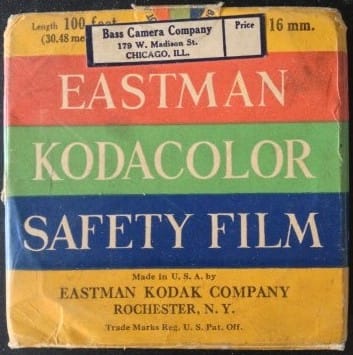 Length 100 feet
(30.48 me
Bass Camera Company
179 W. Madison St.
CHICAGO, ILL.
Price
16 mm.
EASTMAN
KODACOLOR
SAFETY FILM
Made in U.S.A. by
EASTMAN KODAK COMPANY
ROCHESTER, N.Y.
Trade Marks Reg. U.S. Pat. Off.